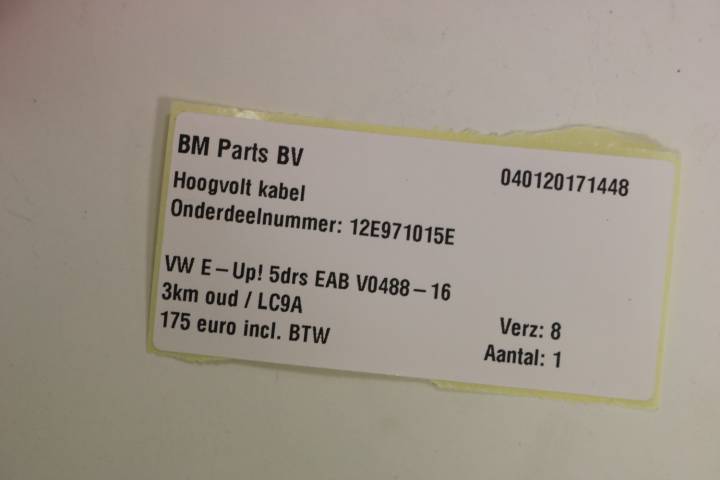 BM Parts BV
040120171448
Hoogvolt kabel
Onderdeelnummer: 12E971015E
VW E-Up! 5drs EAB V0488-16
3km oud / LC9A
175 euro incl. BTW
Verz: 8
Aantal: 1